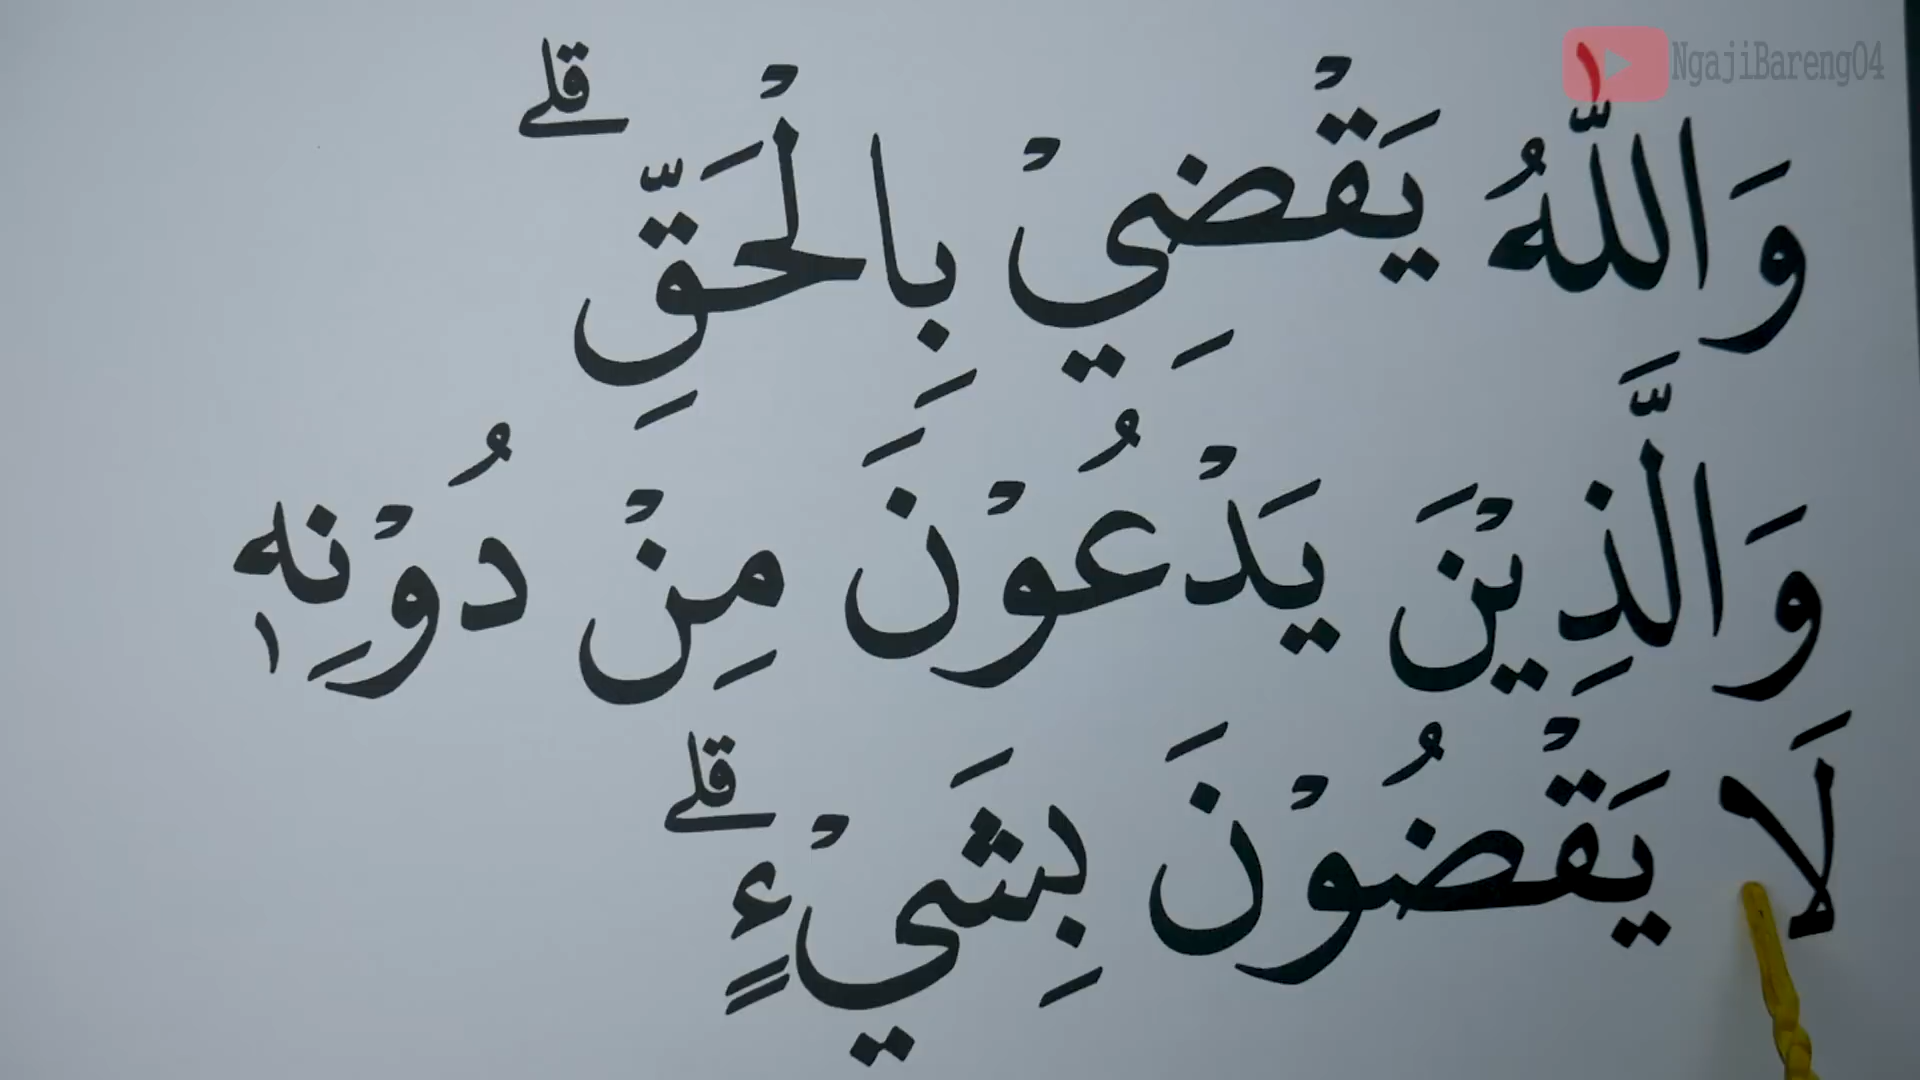 NgajiBareng04
وَاللّٰهُ يَقْضِيْ بِالْحَقِّ ۗ
وَالَّذِيْنَ يَدْعُوْنَ مِنْ دُوْنِهٖ
لَا يَقْضُوْنَ بِشَيْءٍ ۗ